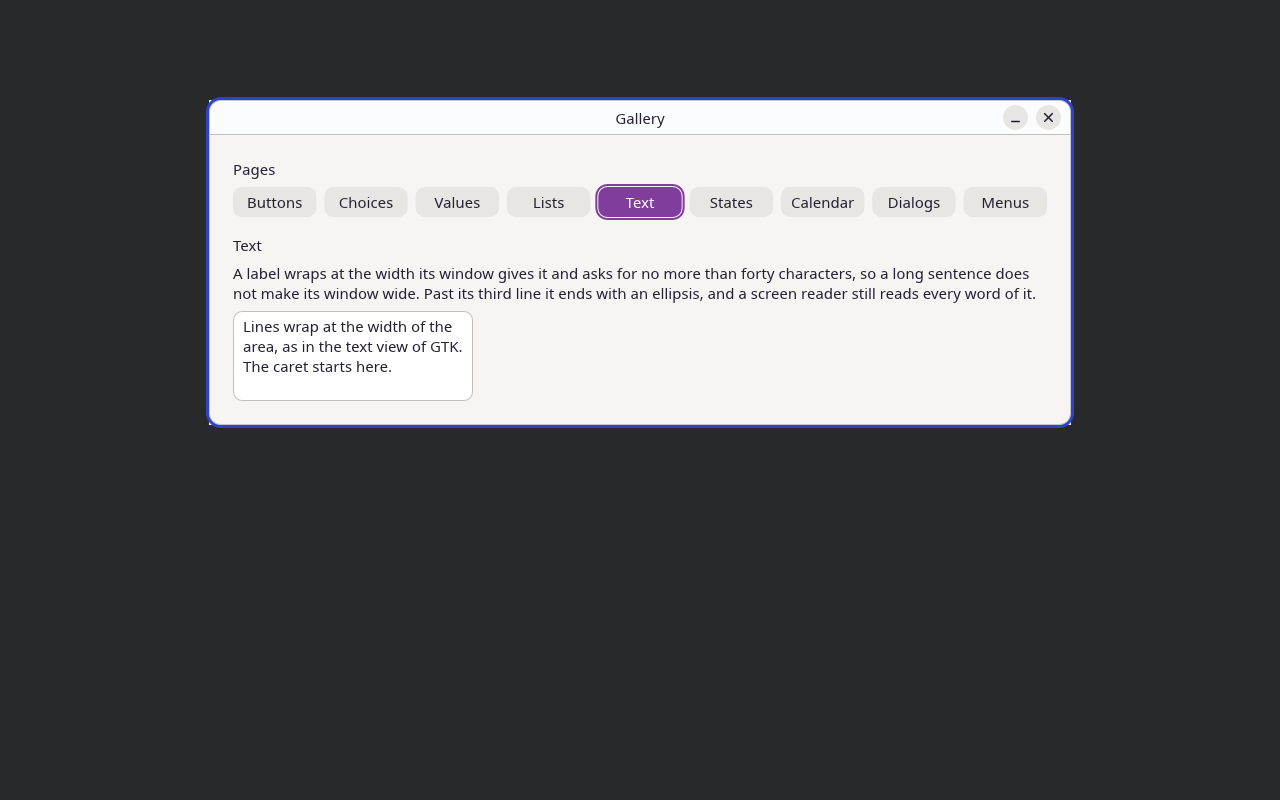 Gallery
Pages
Buttons Choices Values Lists Text States Calendar Dialogs Menus
Text
A label wraps at the width its window gives it and asks for no more than forty characters, so a long sentence does
not make its window wide. Past its third line it ends with an ellipsis, and a screen reader still reads every word of it.
Lines wrap at the width of the
area, as in the text view of GTK.
The caret starts here.